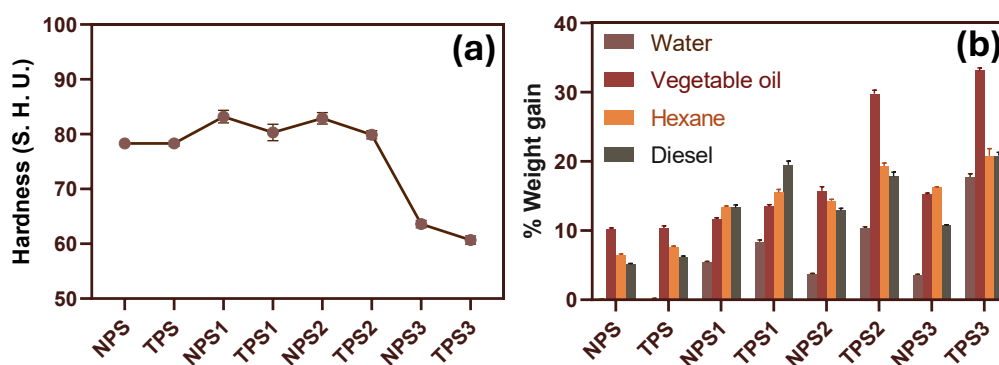 (a)
Hardness (S. H. U.)
100
90
80
70
60
50
NPS
TPS
NPS1
TPS1
NPS2
TPS2
NPS3
TPS3
(b)
% Weight gain
40
30
20
10
0
Water
Vegetable oil
Hexane
Diesel
NPS
TPS
NPS1
TPS1
NPS2
TPS2
NPS3
TPS3